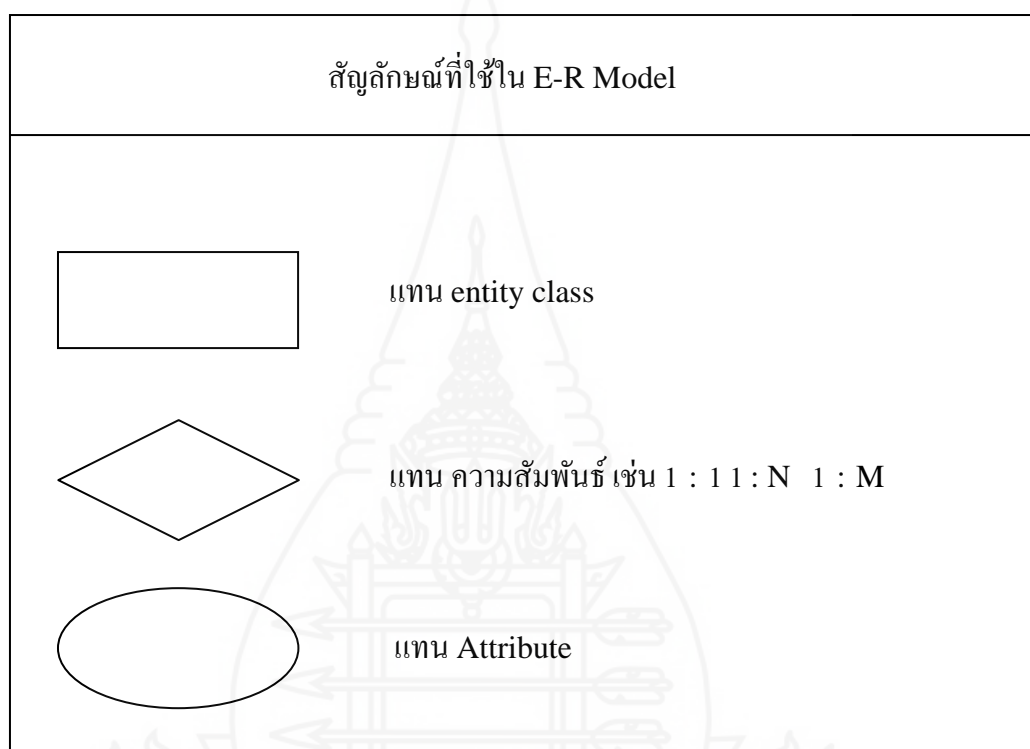 สัญลักษณ์ที่ใช้ใน E-R Model
แทน entity class
แทน ความสัมพันธ์ เช่น 1 : 1 1 : N 1 : M
แทน Attribute